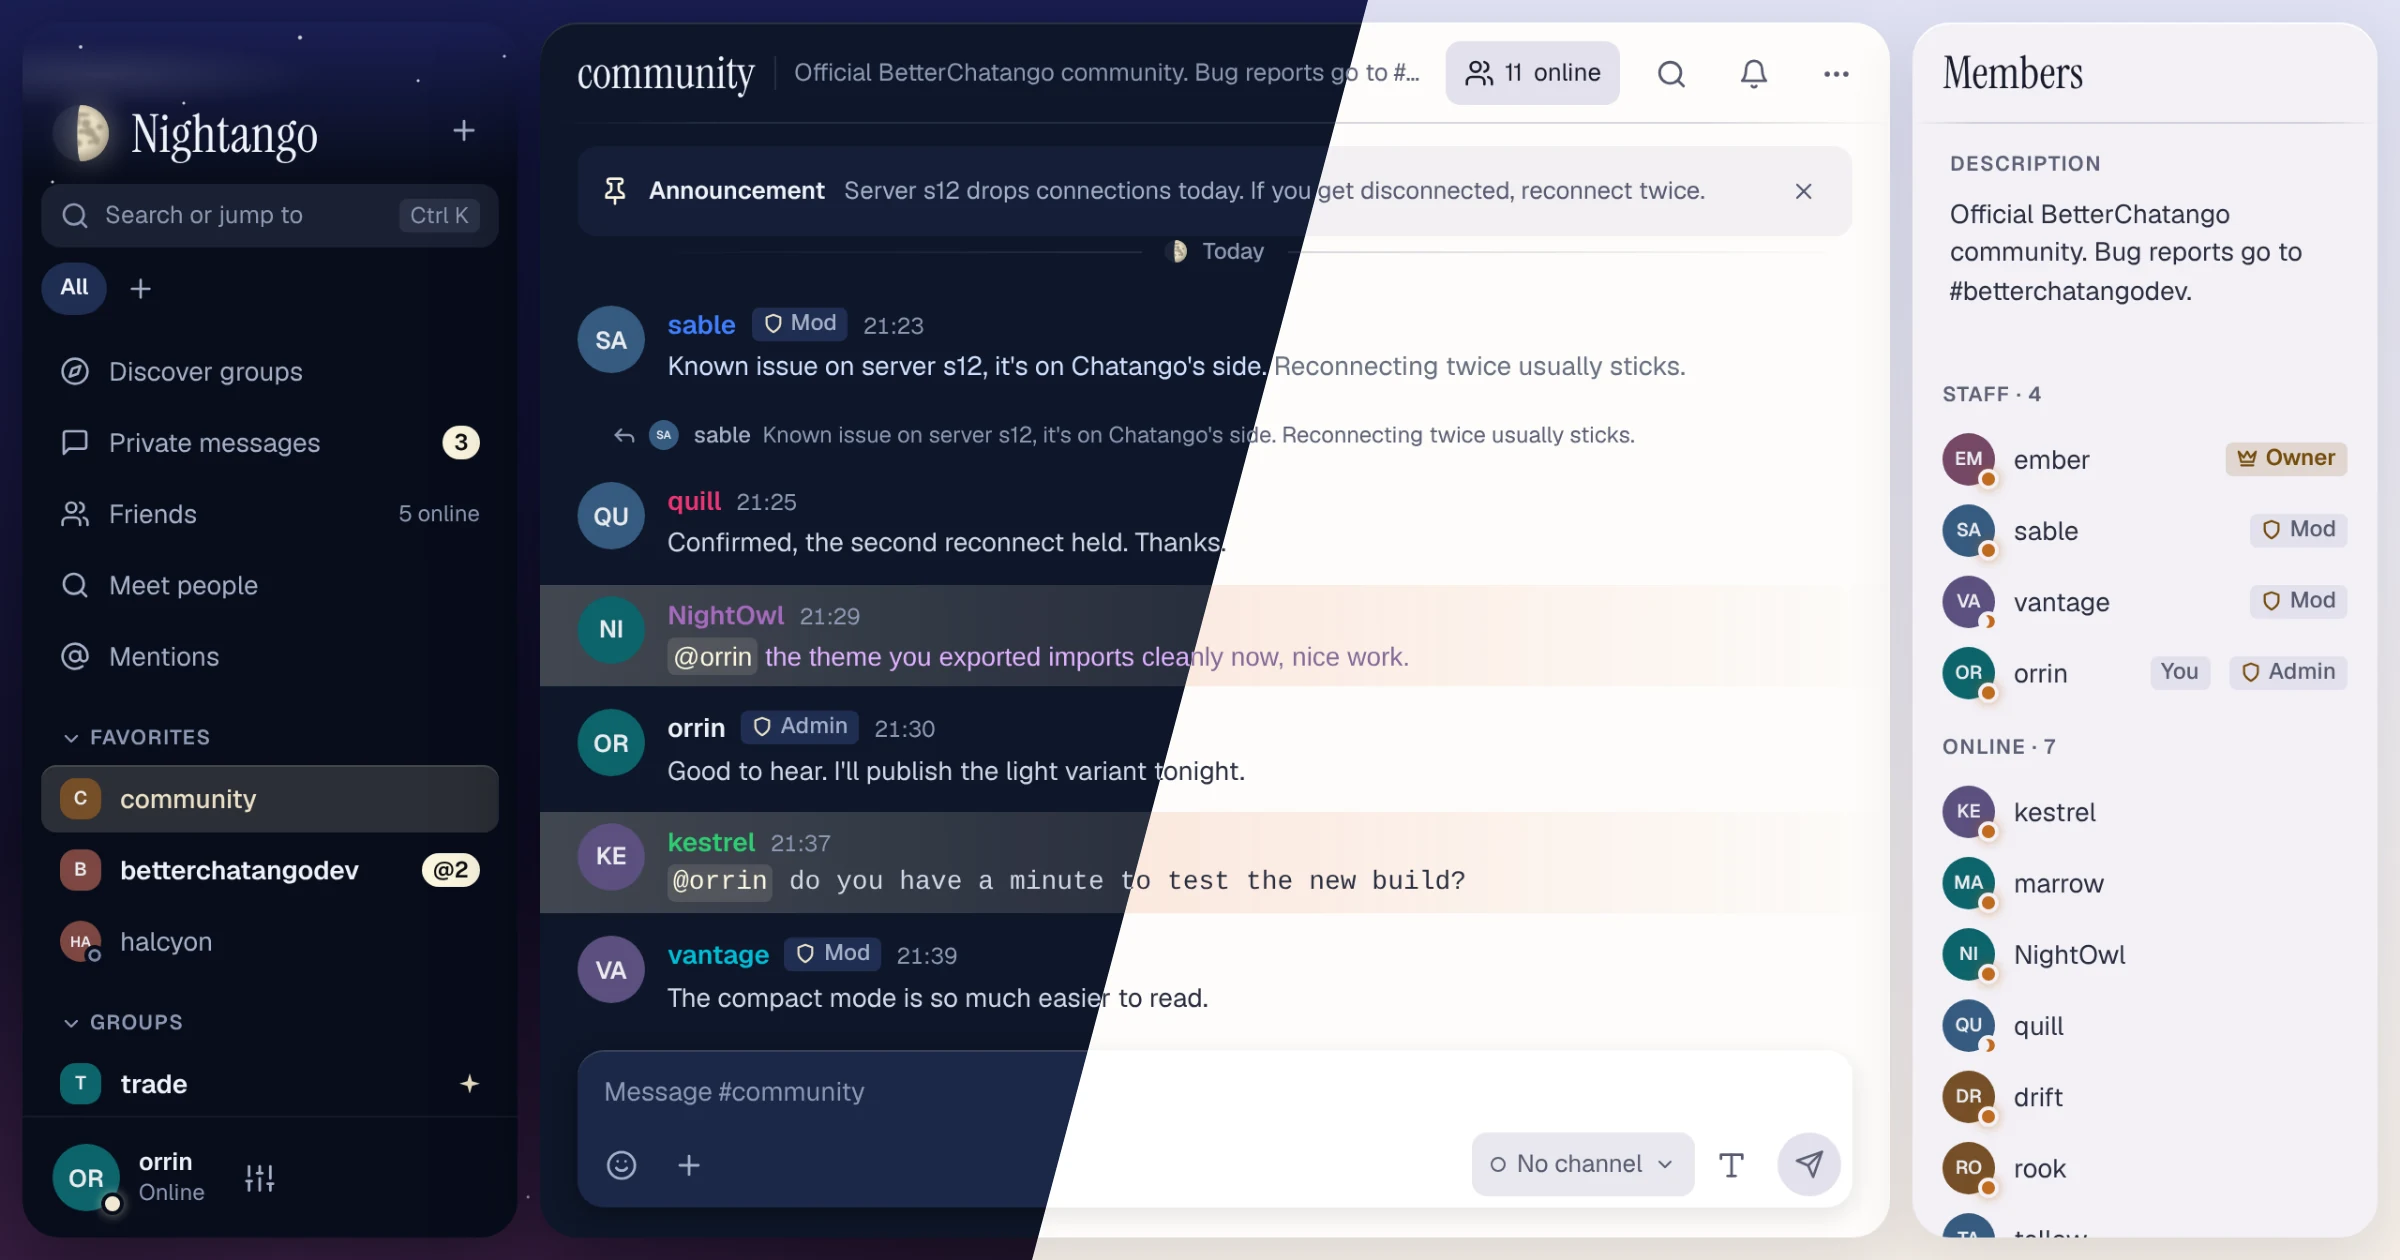 Nightango
Search or jump to
Ctrl K
All
Discover groups
Private messages
3
Friends
5 online
Meet people
Mentions
FAVORITES
C
community
B
betterchatangodev
@2
HA
halcyon
GROUPS
T
trade
OR
orrin
Online
community
Official BetterChatango community. Bug reports go to #...
11 online
Announcement Server s12 drops connections today. If you get disconnected, reconnect twice.
Today
SA
sable Mod 21:23
Known issue on server s12, it's on Chatango's side. Reconnecting twice usually sticks.
SA sable Known issue on server s12, it's on Chatango's side. Reconnecting twice usually sticks.
QU
quill 21:25
Confirmed, the second reconnect held. Thanks.
NI
NightOwl 21:29
@orrin the theme you exported imports cleanly now, nice work.
OR
orrin Admin 21:30
Good to hear. I'll publish the light variant tonight.
KE
kestrel 21:37
@orrin do you have a minute to test the new build?
VA
vantage Mod 21:39
The compact mode is so much easier to read.
Message #community
No channel
Members
DESCRIPTION
Official BetterChatango
community. Bug reports go to
#betterchatangodev.
STAFF · 4
EM ember Owner
SA sable Mod
VA vantage Mod
OR orrin You Admin
ONLINE · 7
KE kestrel
MA marrow
NI NightOwl
QU quill
DR drift
RO rook